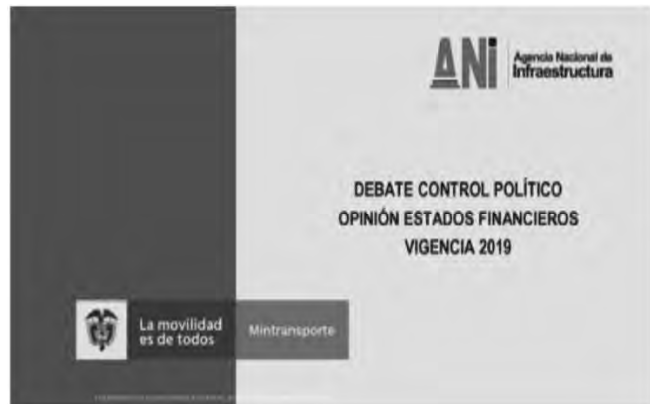 ANi
Agencia Nacional de
Infraestructura
DEBATE CONTROL POLÍTICO
OPINIÓN ESTADOS FINANCIEROS
VIGENCIA 2019
La movilidad
es de todos
Mintransporte